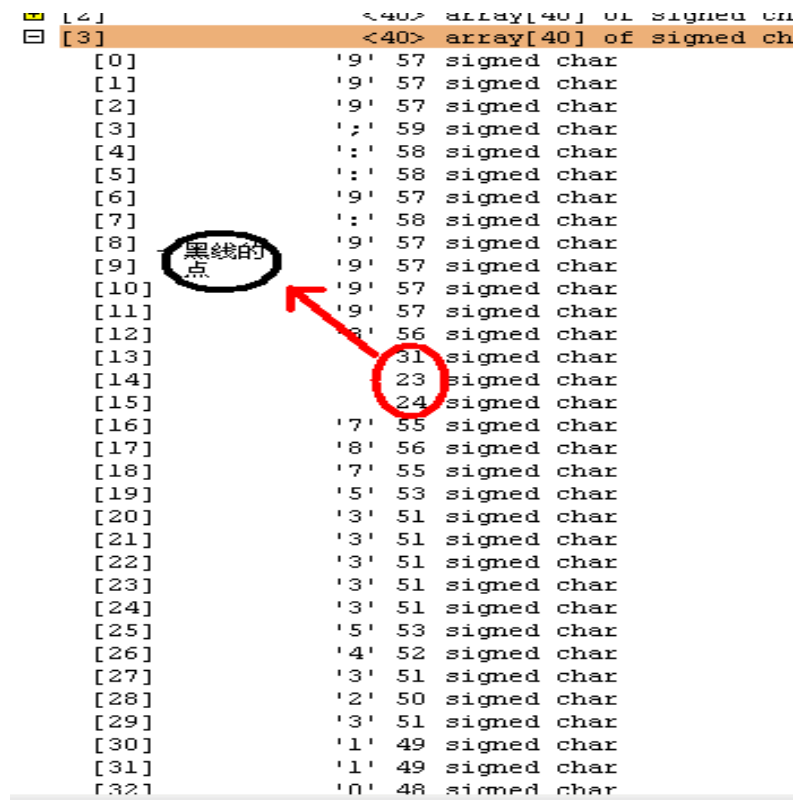 [2] <40> array[40] of signed ch
[3] <40> array[40] of signed ch
[0] '9' 57 signed char
[1] '9' 57 signed char
[2] '9' 57 signed char
[3] ';' 59 signed char
[4] ':' 58 signed char
[5] ':' 58 signed char
[6] '9' 57 signed char
[7] ':' 58 signed char
[8] '9' 57 signed char
黑线的
[9] '9' 57 signed char
点
[10] '9' 57 signed char
[11] '9' 57 signed char
[12] '8' 56 signed char
[13] 31 signed char
[14] 23 signed char
[15] 24 signed char
[16] '7' 55 signed char
[17] '8' 56 signed char
[18] '7' 55 signed char
[19] '5' 53 signed char
[20] '3' 51 signed char
[21] '3' 51 signed char
[22] '3' 51 signed char
[23] '3' 51 signed char
[24] '3' 51 signed char
[25] '5' 53 signed char
[26] '4' 52 signed char
[27] '3' 51 signed char
[28] '2' 50 signed char
[29] '3' 51 signed char
[30] '1' 49 signed char
[31] '1' 49 signed char
[32] '0' 48 signed char